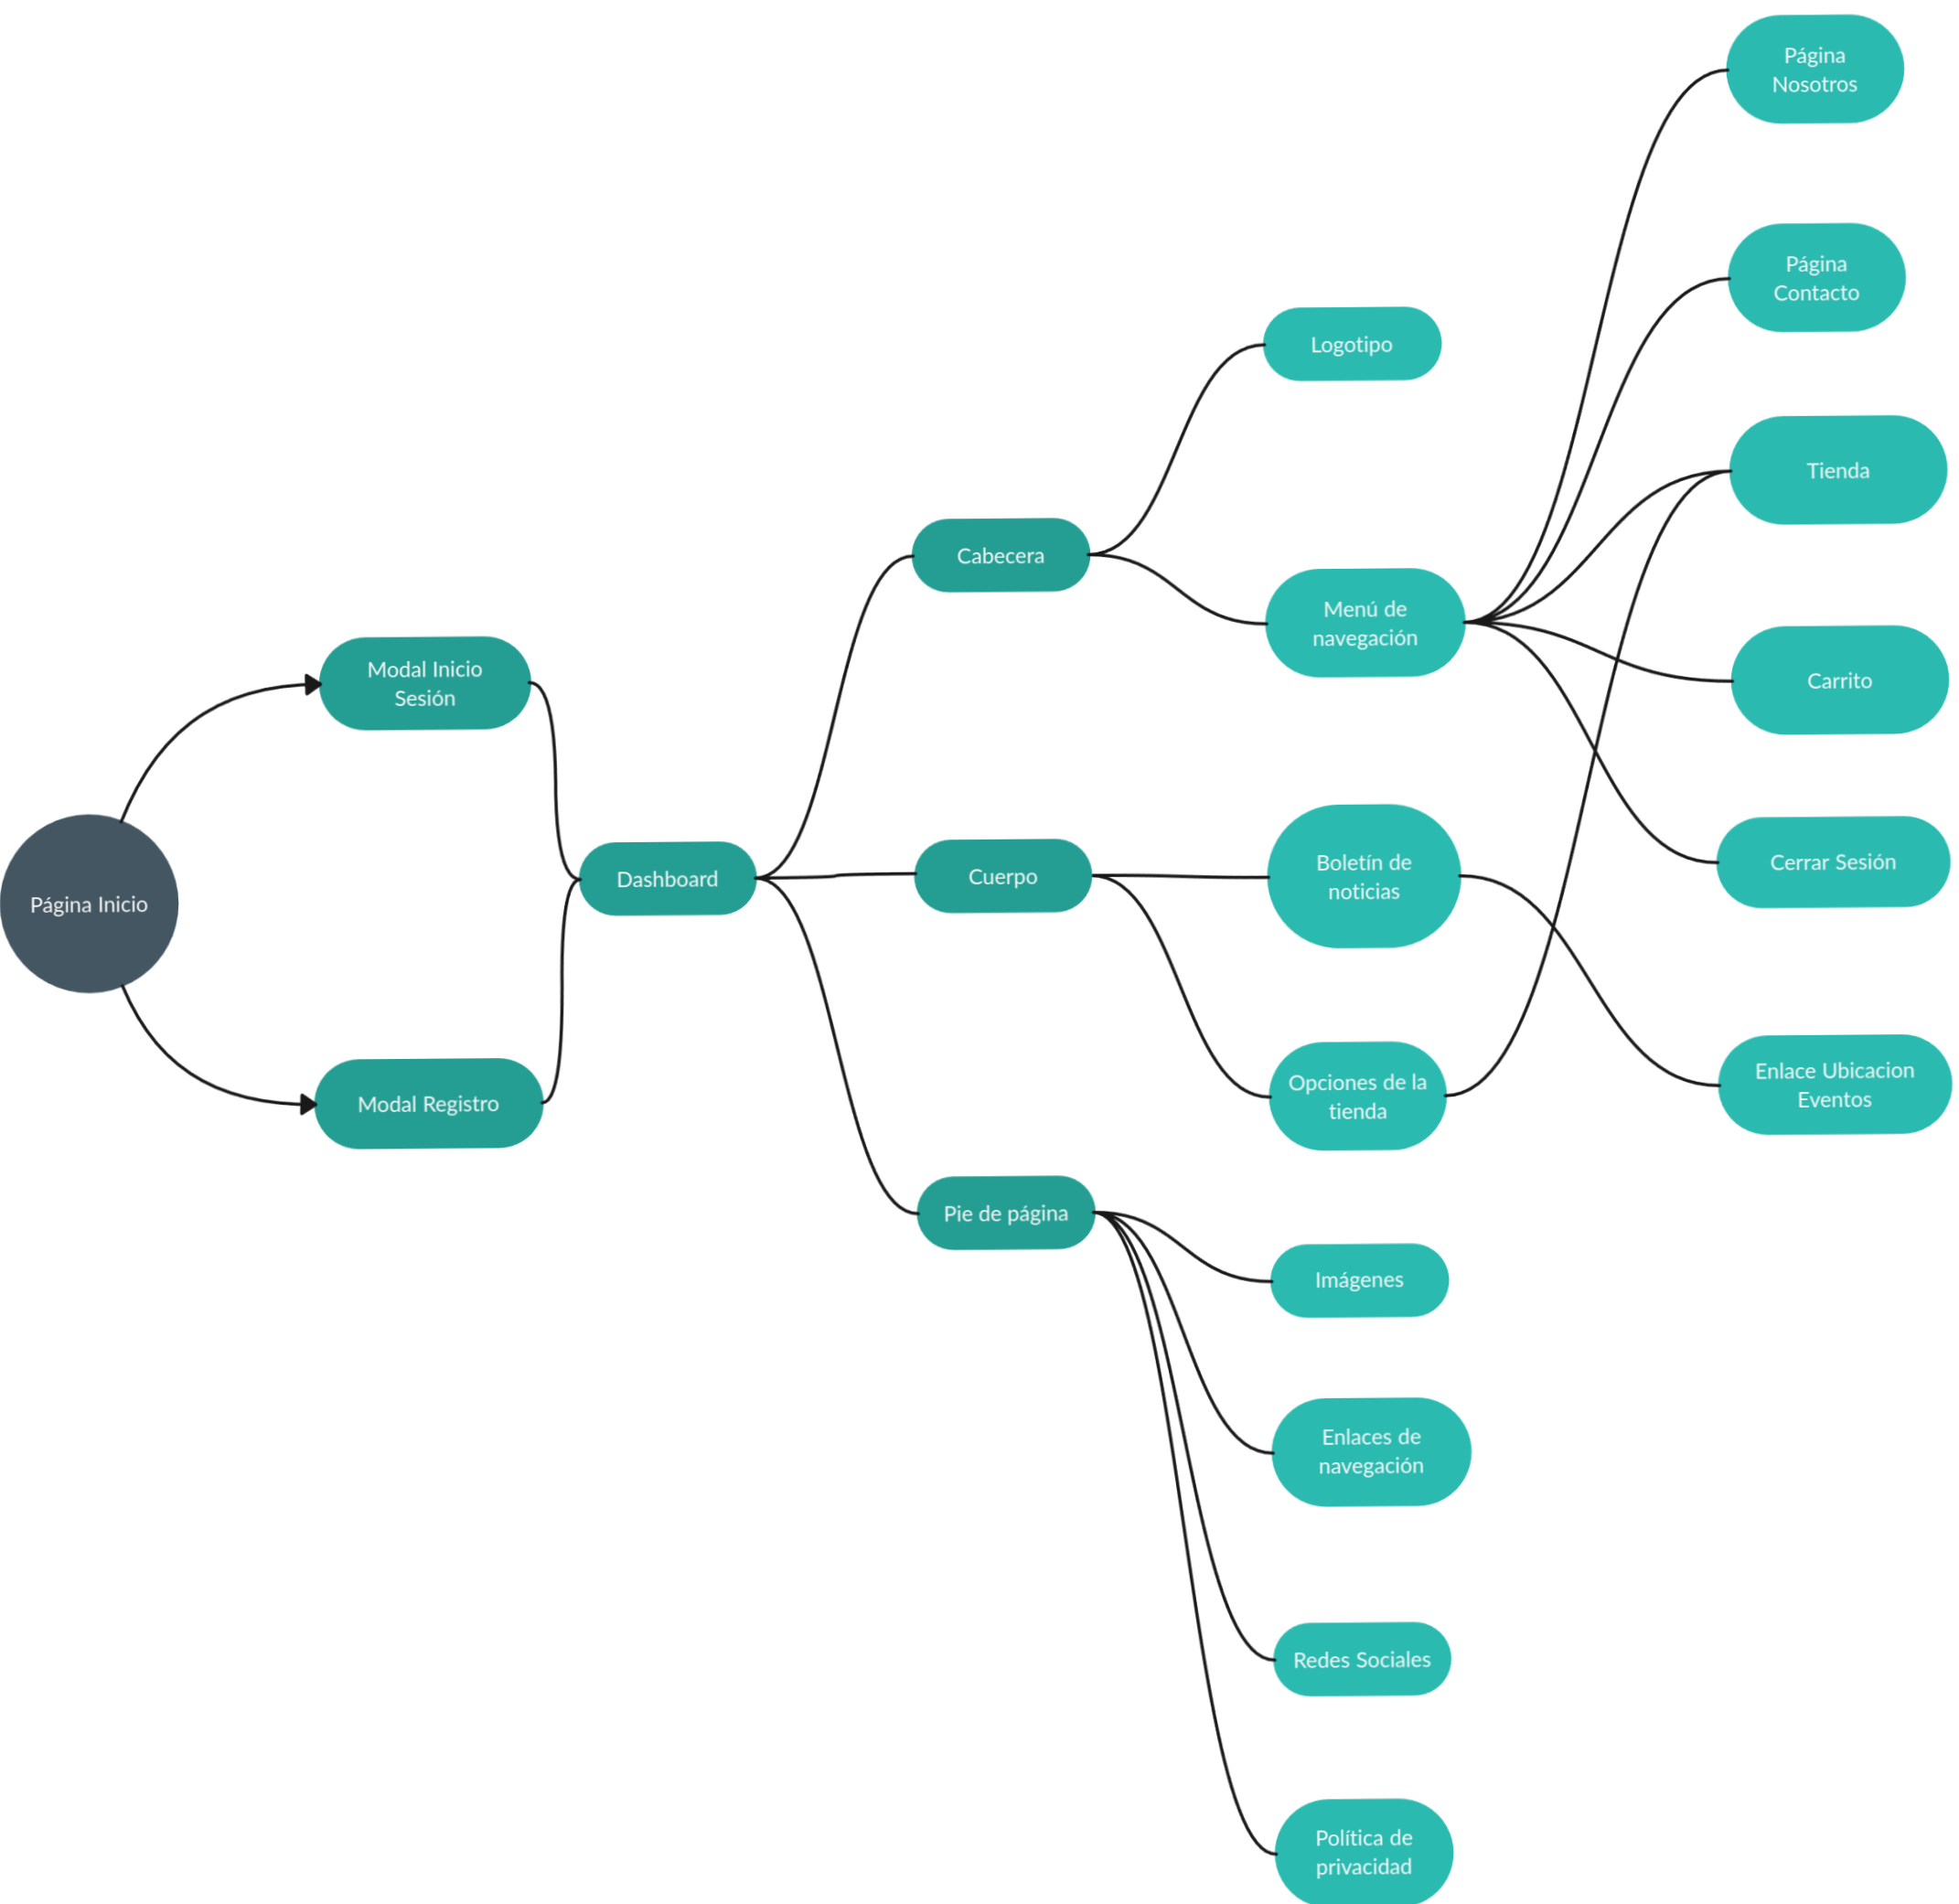 Página Inicio
Modal Inicio
Sesión
Modal Registro
Dashboard
Cabecera
Cuerpo
Pie de página
Logotipo
Menú de
navegación
Boletín de
noticias
Opciones de la
tienda
Imágenes
Enlaces de
navegación
Redes Sociales
Política de
privacidad
Página
Nosotros
Página
Contacto
Tienda
Carrito
Cerrar Sesión
Enlace Ubicacion
Eventos